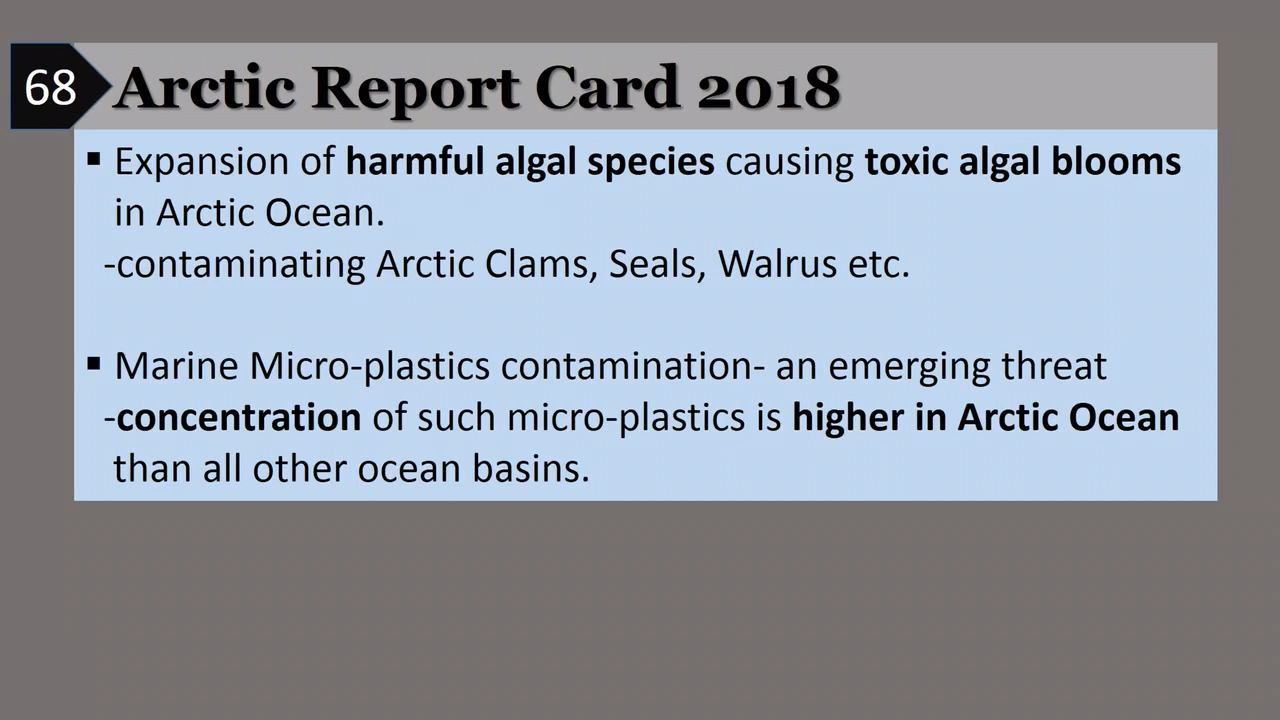 68
Arctic Report Card 2018
▪ Expansion of harmful algal species causing toxic algal blooms
in Arctic Ocean.
-contaminating Arctic Clams, Seals, Walrus etc.
▪ Marine Micro-plastics contamination- an emerging threat
-concentration of such micro-plastics is higher in Arctic Ocean
than all other ocean basins.